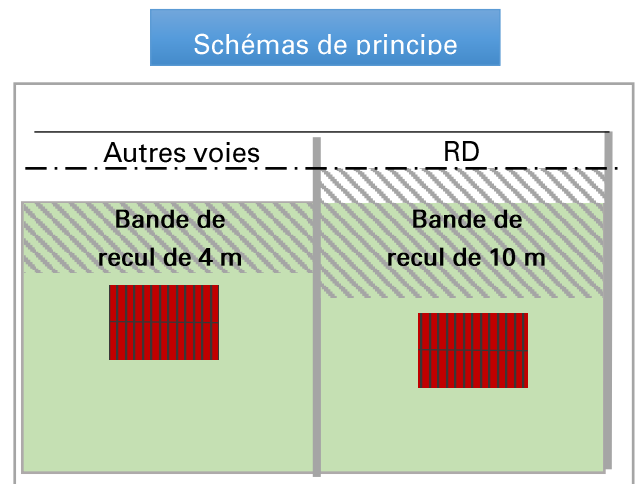 Schémas de principe
Autres voies
RD
Bande de
recul de 4 m
Bande de
recul de 10 m